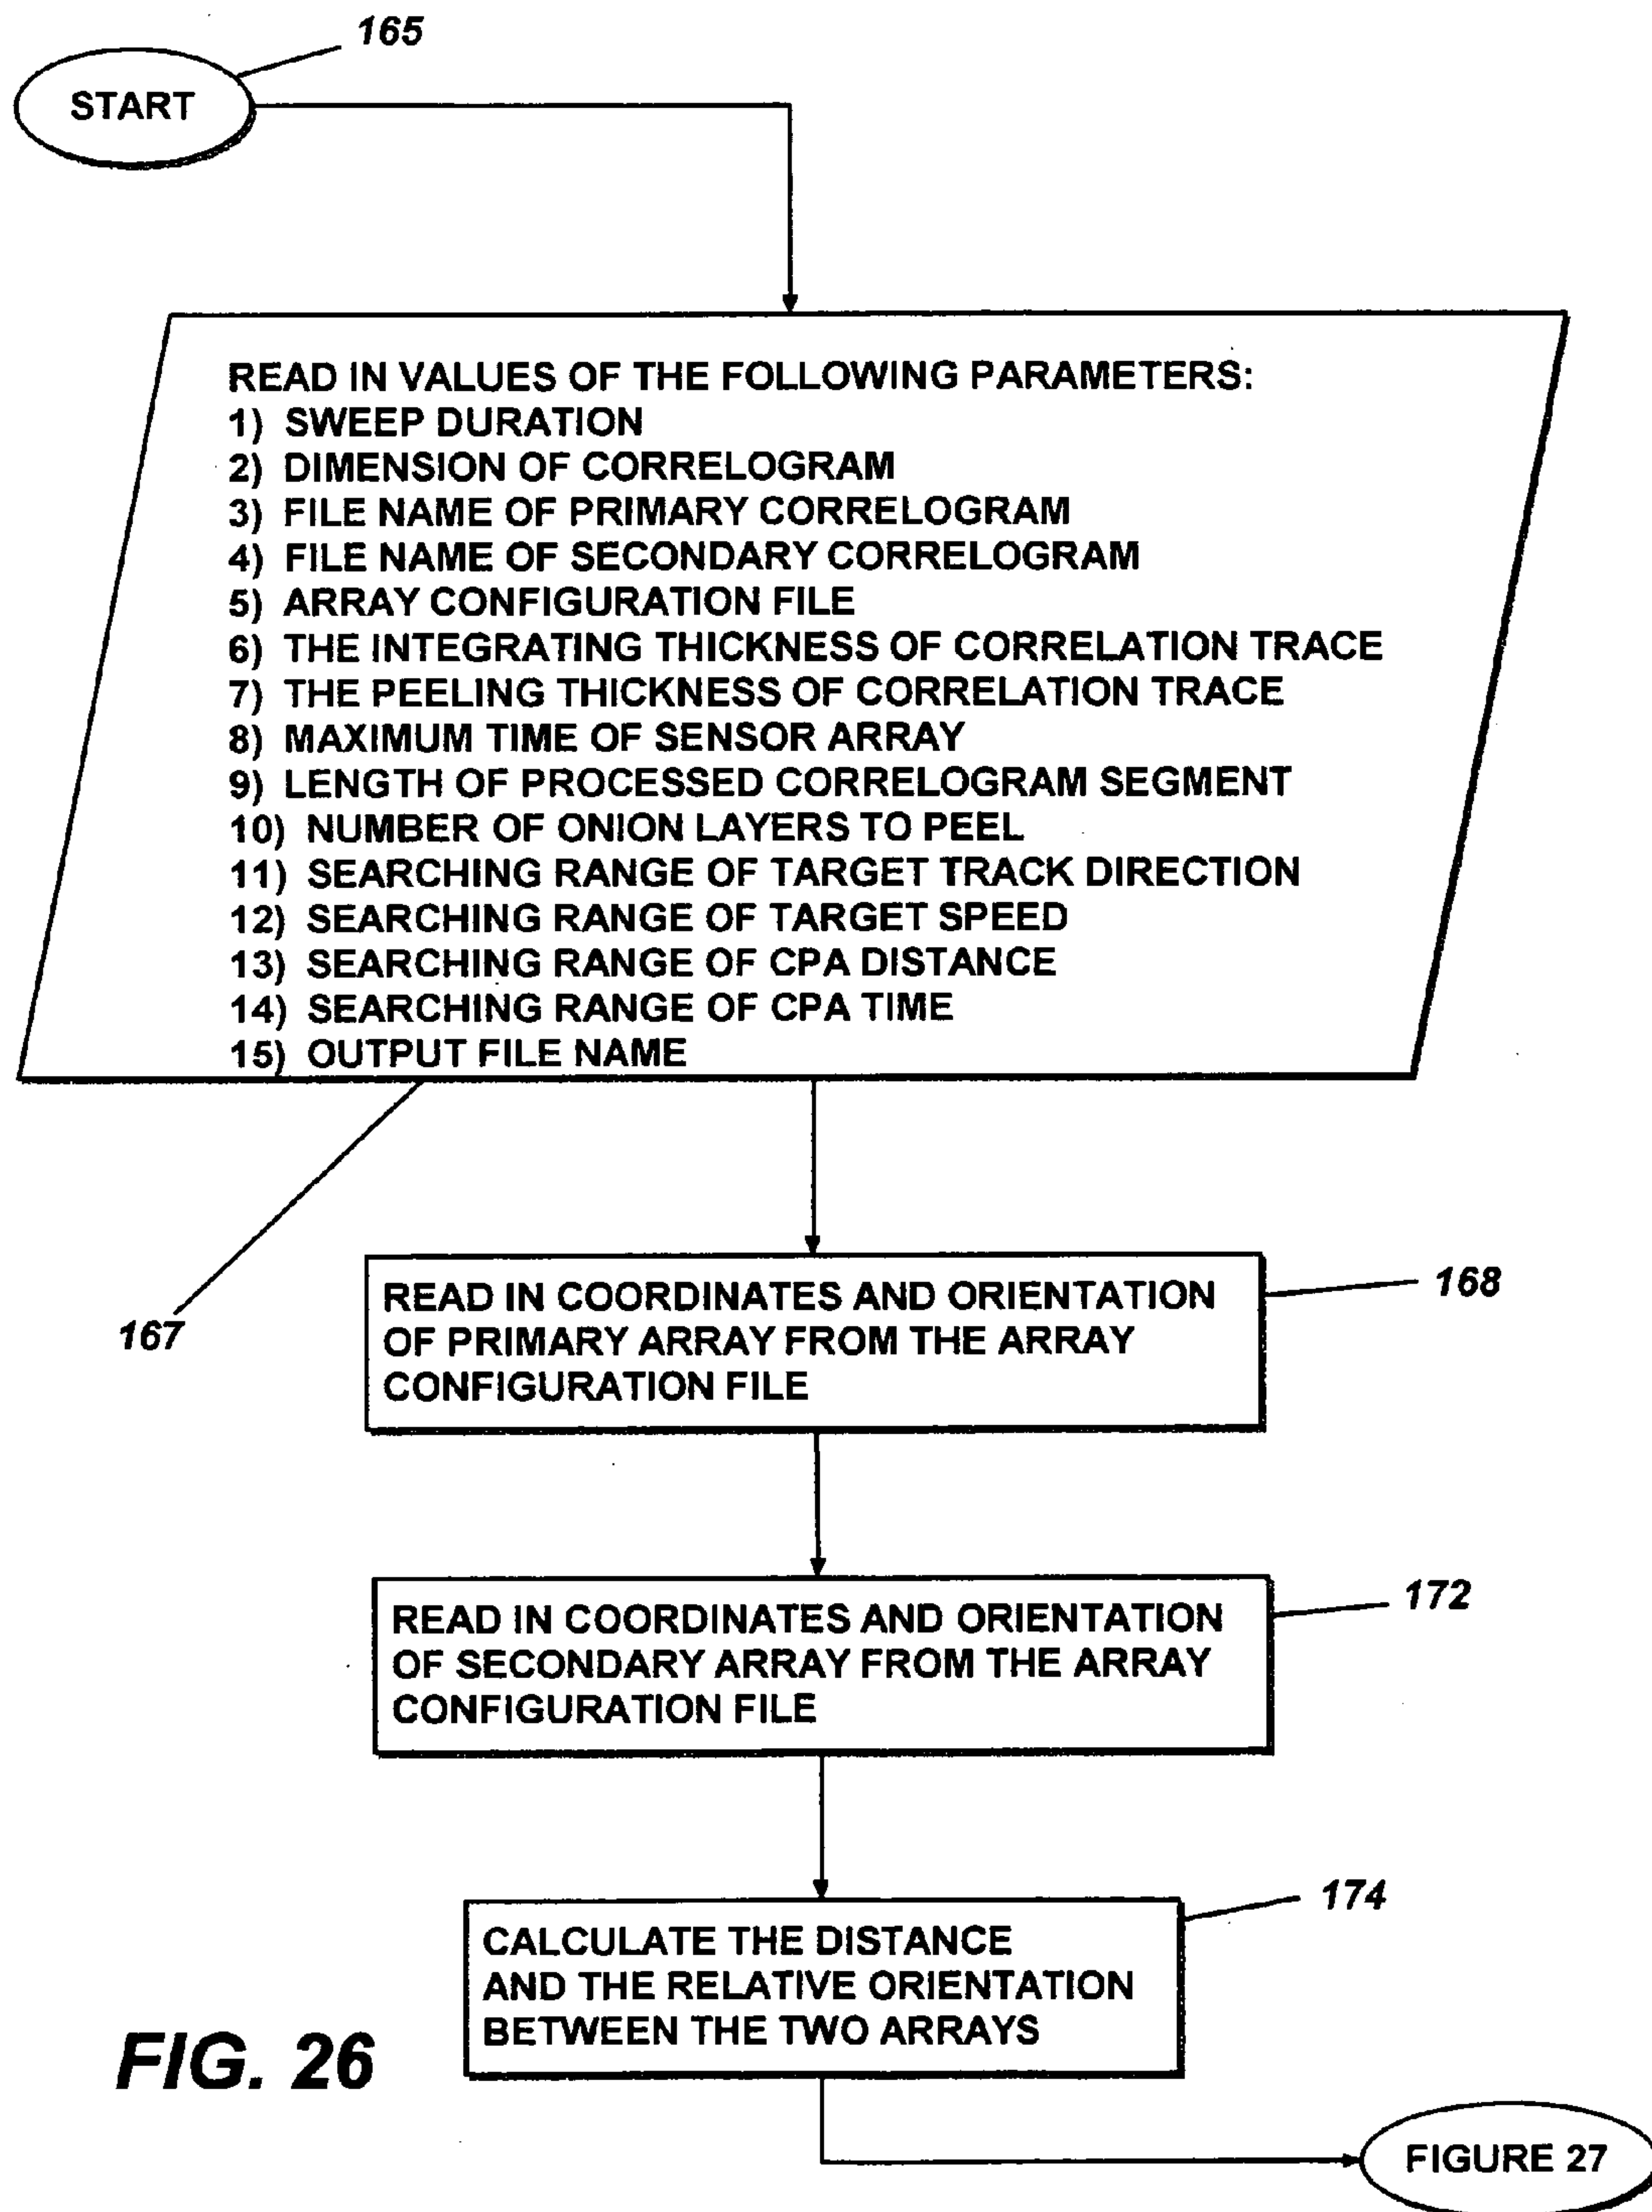 165
START
READ IN VALUES OF THE FOLLOWING PARAMETERS:
1) SWEEP DURATION
2) DIMENSION OF CORRELOGRAM
3) FILE NAME OF PRIMARY CORRELOGRAM
4) FILE NAME OF SECONDARY CORRELOGRAM
5) ARRAY CONFIGURATION FILE
6) THE INTEGRATING THICKNESS OF CORRELATION TRACE
7) THE PEELING THICKNESS OF CORRELATION TRACE
8) MAXIMUM TIME OF SENSOR ARRAY
9) LENGTH OF PROCESSED CORRELOGRAM SEGMENT
10) NUMBER OF ONION LAYERS TO PEEL
11) SEARCHING RANGE OF TARGET TRACK DIRECTION
12) SEARCHING RANGE OF TARGET SPEED
13) SEARCHING RANGE OF CPA DISTANCE
14) SEARCHING RANGE OF CPA TIME
15) OUTPUT FILE NAME
167
READ IN COORDINATES AND ORIENTATION
OF PRIMARY ARRAY FROM THE ARRAY
CONFIGURATION FILE
168
READ IN COORDINATES AND ORIENTATION
OF SECONDARY ARRAY FROM THE ARRAY
CONFIGURATION FILE
172
CALCULATE THE DISTANCE
AND THE RELATIVE ORIENTATION
BETWEEN THE TWO ARRAYS
174
FIG. 26
FIGURE 27